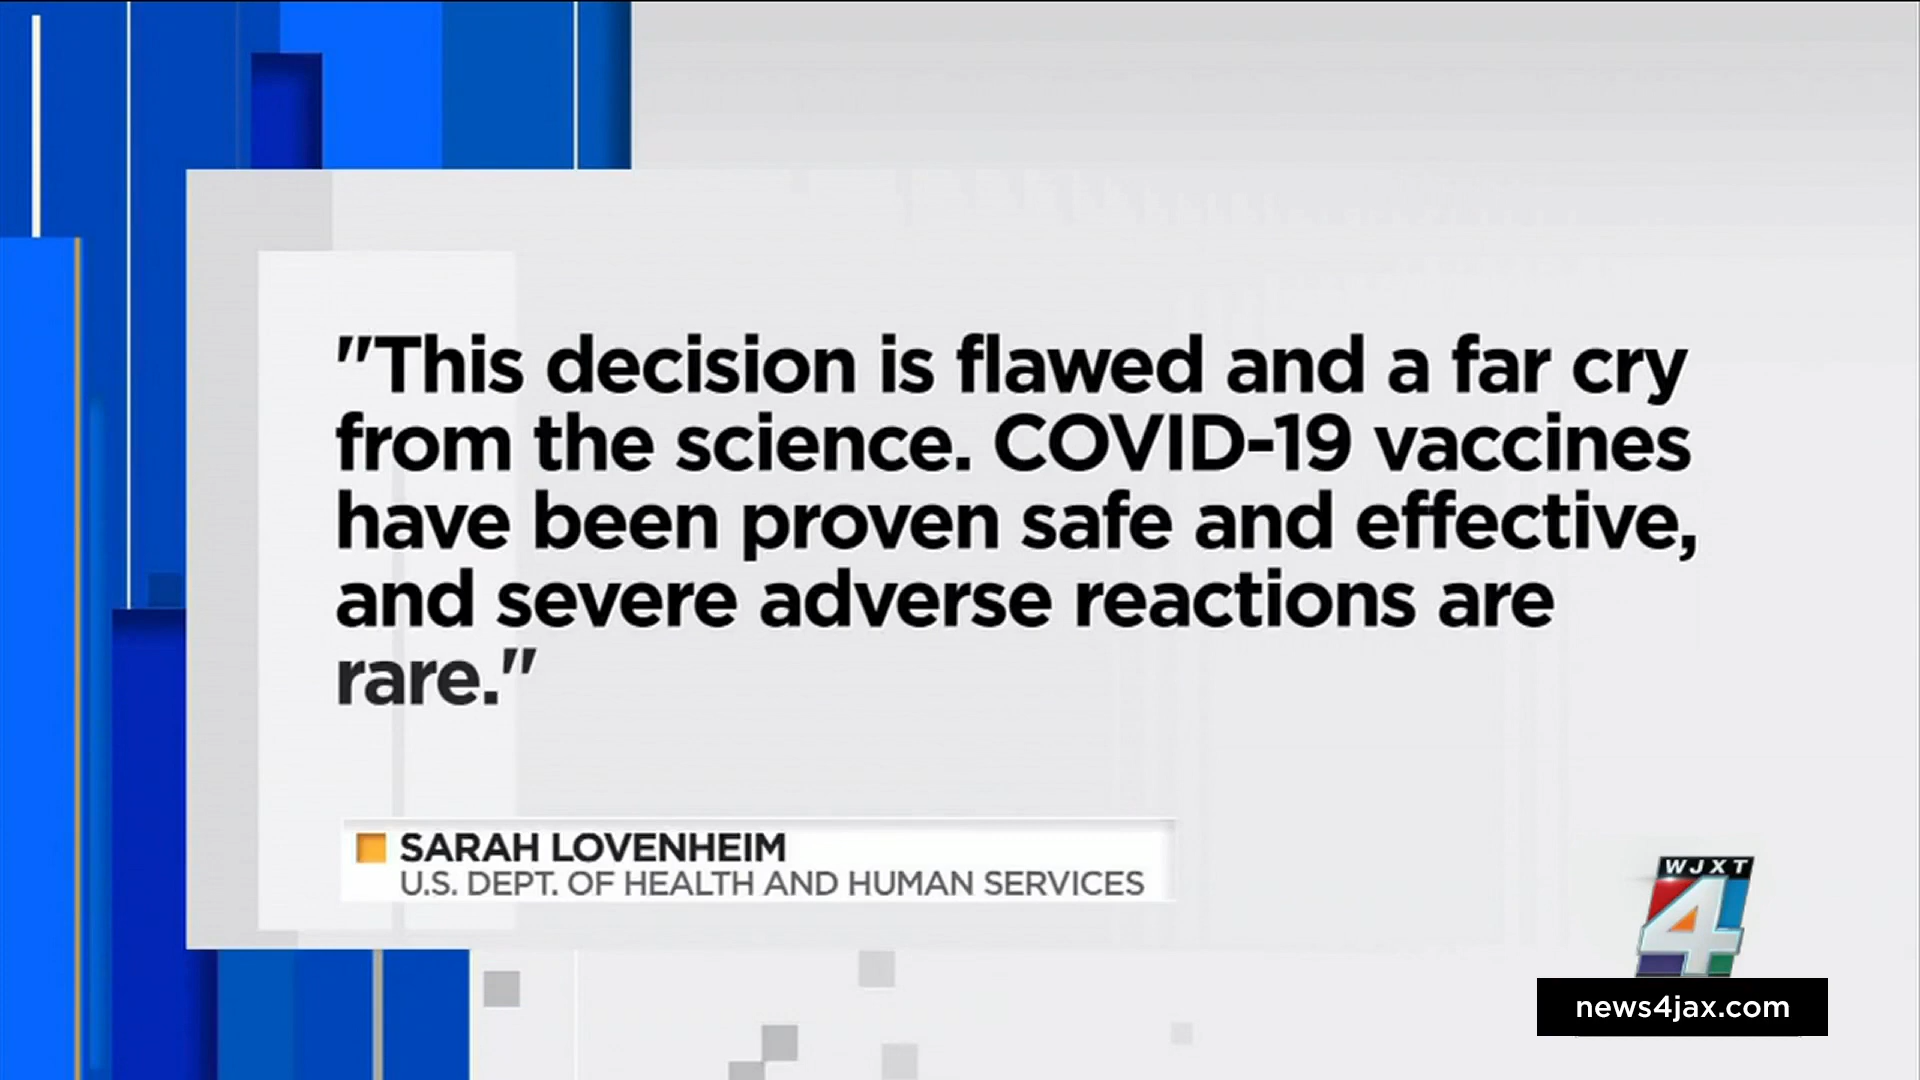 "This decision is flawed and a far cry
from the science. COVID-19 vaccines
have been proven safe and effective,
and severe adverse reactions are
rare."
SARAH LOVENHEIM
U.S. DEPT. OF HEALTH AND HUMAN SERVICES
WJXT
4
news4jax.com